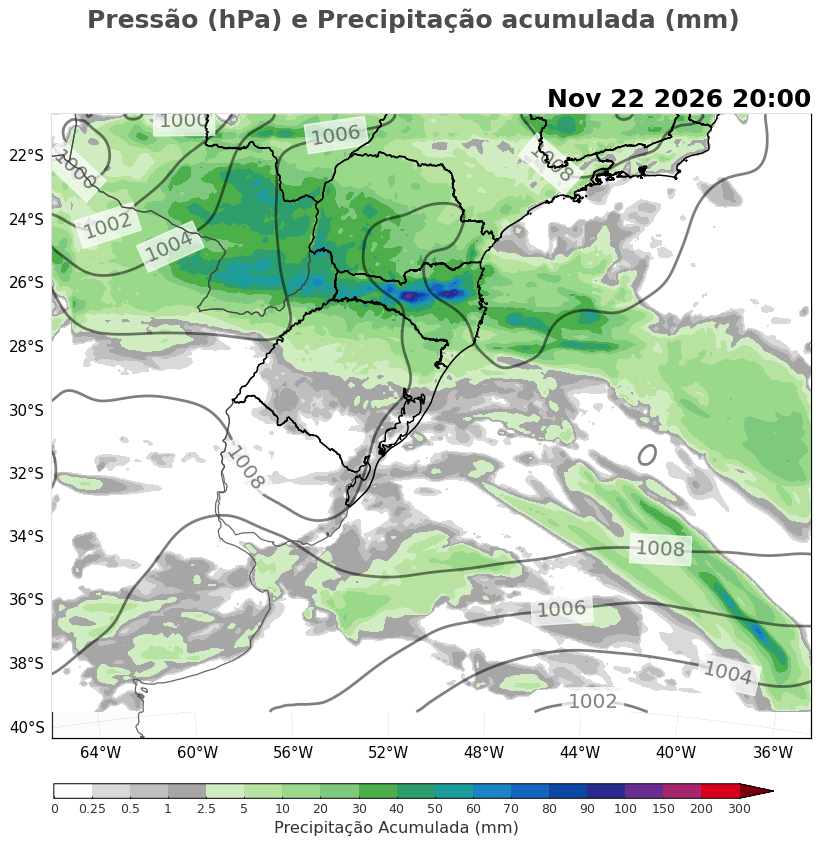 Pressão (hPa) e Precipitação acumulada (mm)
Nov 22 2026 20:00
1000
1006
1008
1000
1002
1004
22°S
24°S
26°S
28°S
30°S
32°S
34°S
36°S
38°S
40°S
1008
1008
1006
1004
1002
64°W 60°W 56°W 52°W 48°W 44°W 40°W 36°W
0 0.25 0.5 1 2.5 5 10 20 30 40 50 60 70 80 90 100 150 200 300
Precipitação Acumulada (mm)